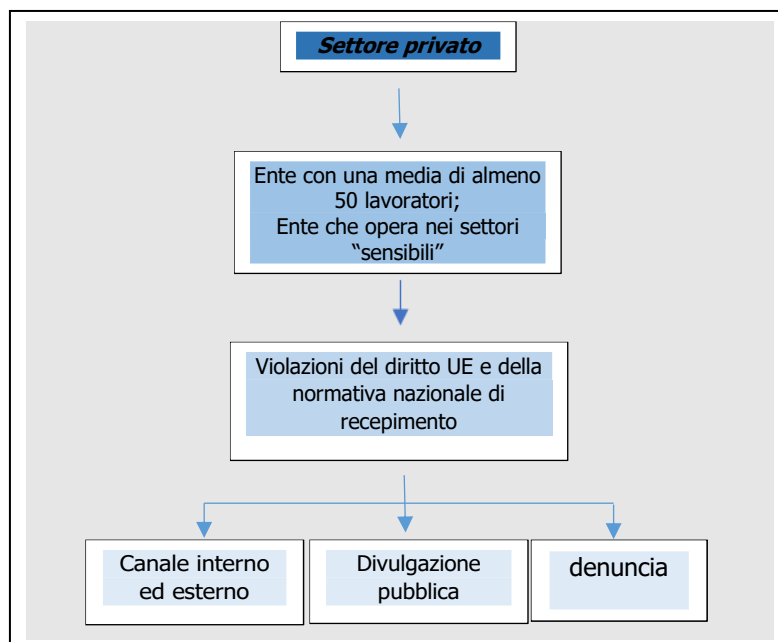 Settore privato
Ente con una media di almeno
50 lavoratori;
Ente che opera nei settori
“sensibili”
Violazioni del diritto UE e della
normativa nazionale di
recepimento
Canale interno
ed esterno
Divulgazione
pubblica
denuncia